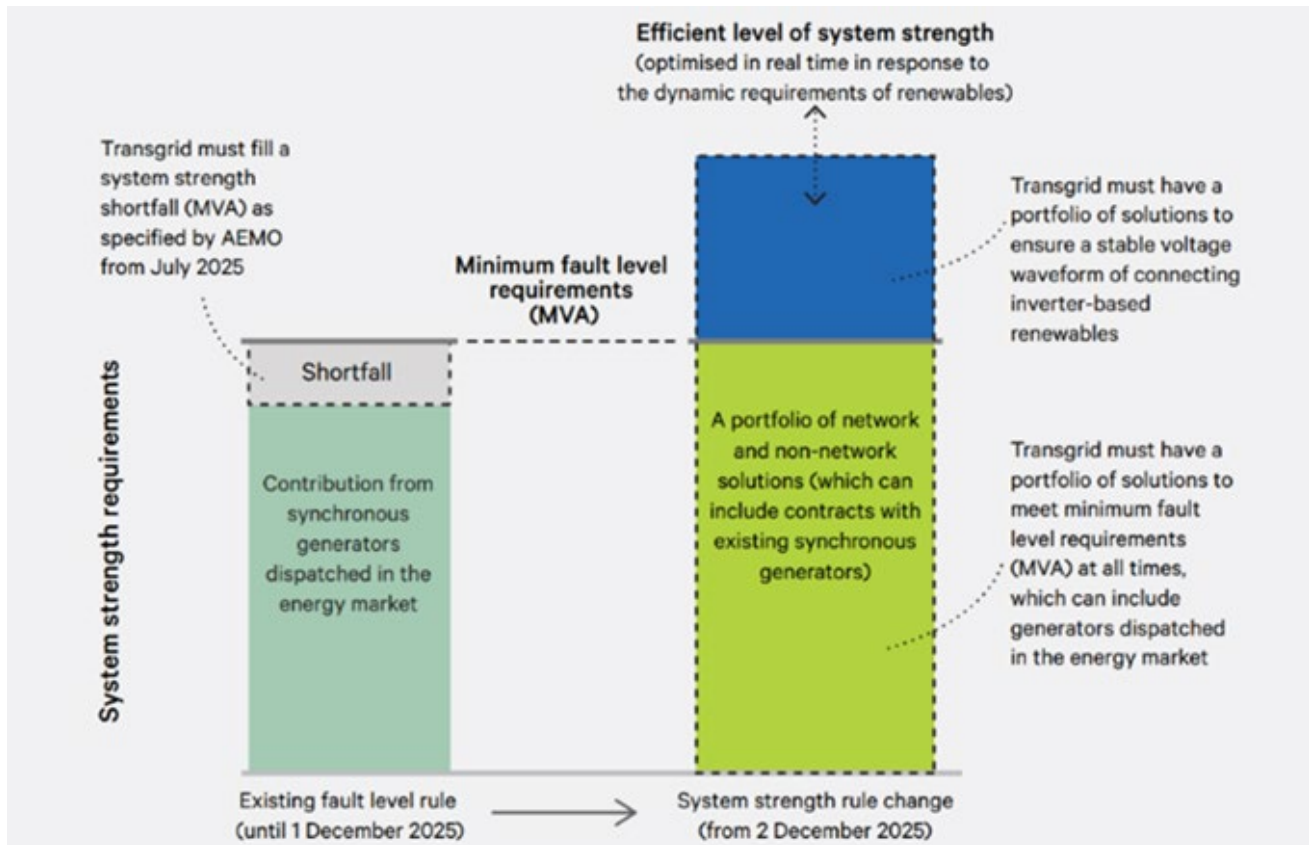 Efficient level of system strength
(optimised in real time in response to
the dynamic requirements of renewables)
Transgrid must fill a
system strength
shortfall (MVA) as
specified by AEMO
from July 2025
Minimum fault level
requirements
(MVA)
Transgrid must have a
portfolio of solutions to
ensure a stable voltage
waveform of connecting
inverter-based
renewables
System strength requirements
Shortfall
Contribution from
synchronous
generators
dispatched in the
energy market
A portfolio of network
and non-network
solutions (which can
include contracts with
existing synchronous
generators)
Transgrid must have a
portfolio of solutions to
meet minimum fault
level requirements
(MVA) at all times,
which can include
generators dispatched
in the energy market
Existing fault level rule
(until 1 December 2025)
System strength rule change
(from 2 December 2025)